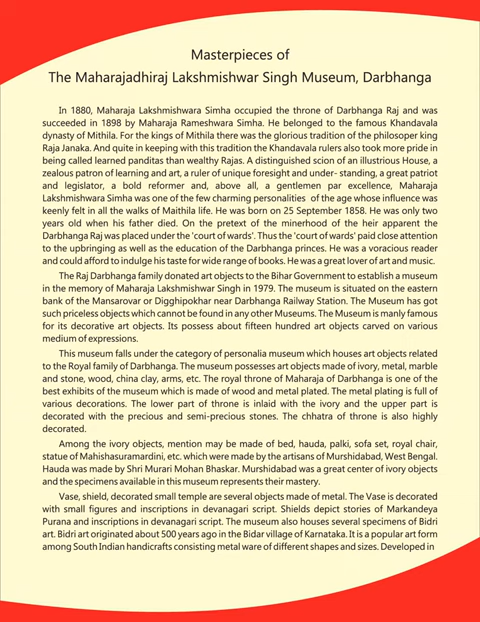 Masterpieces of
The Maharajadhiraj Lakshmishwar Singh Museum, Darbhanga
In 1880, Maharaja Lakshmishwara Simha occupied the throne of Darbhanga Raj and was
succeeded in 1898 by Maharaja Rameshwara Simha. He belonged to the famous Khandavala
dynasty of Mithila. For the kings of Mithila there was the glorious tradition of the philosoper king
Raja Janaka. And quite in keeping with this tradition the Khandavala rulers also took more pride in
being called learned panditas than wealthy Rajas. A distinguished scion of an illustrious House, a
zealous patron of learning and art, a ruler of unique foresight and under- standing, a great patriot
and legislator, a bold reformer and, above all, a gentlemen par excellence, Maharaja
Lakshmishwara Simha was one of the few charming personalities of the age whose influence was
keenly felt in all the walks of Maithila life. He was born on 25 September 1858. He was only two
years old when his father died. On the pretext of the minerhood of the heir apparent the
Darbhanga Raj was placed under the 'court of wards'. Thus the 'court of wards' paid close attention
to the upbringing as well as the education of the Darbhanga princes. He was a voracious reader
and could afford to indulge his taste for wide range of books. He was a great lover of art and music.
The Raj Darbhanga family donated art objects to the Bihar Government to establish a museum
in the memory of Maharaja Lakshmishwar Singh in 1979. The museum is situated on the eastern
bank of the Mansarovar or Digghipokhar near Darbhanga Railway Station. The Museum has got
such priceless objects which cannot be found in any other Museums. The Museum is manly famous
for its decorative art objects. Its possess about fifteen hundred art objects carved on various
medium of expressions.
This museum falls under the category of personalia museum which houses art objects related
to the Royal family of Darbhanga. The museum possesses art objects made of ivory, metal, marble
and stone, wood, china clay, arms, etc. The royal throne of Maharaja of Darbhanga is one of the
best exhibits of the museum which is made of wood and metal plated. The metal plating is full of
various decorations. The lower part of throne is inlaid with the ivory and the upper part is
decorated with the precious and semi-precious stones. The chhatra of throne is also highly
decorated.
Among the ivory objects, mention may be made of bed, hauda, palki, sofa set, royal chair,
statue of Mahishasuramardini, etc. which were made by the artisans of Murshidabad, West Bengal.
Hauda was made by Shri Murari Mohan Bhaskar. Murshidabad was a great center of ivory objects
and the specimens available in this museum represents their mastery.
Vase, shield, decorated small temple are several objects made of metal. The Vase is decorated
with small figures and inscriptions in devanagari script. Shields depict stories of Markandeya
Purana and inscriptions in devanagari script. The museum also houses several specimens of Bidri
art. Bidri art originated about 500 years ago in the Bidar village of Karnataka. It is a popular art form
among South Indian handicrafts consisting metal ware of different shapes and sizes. Developed in